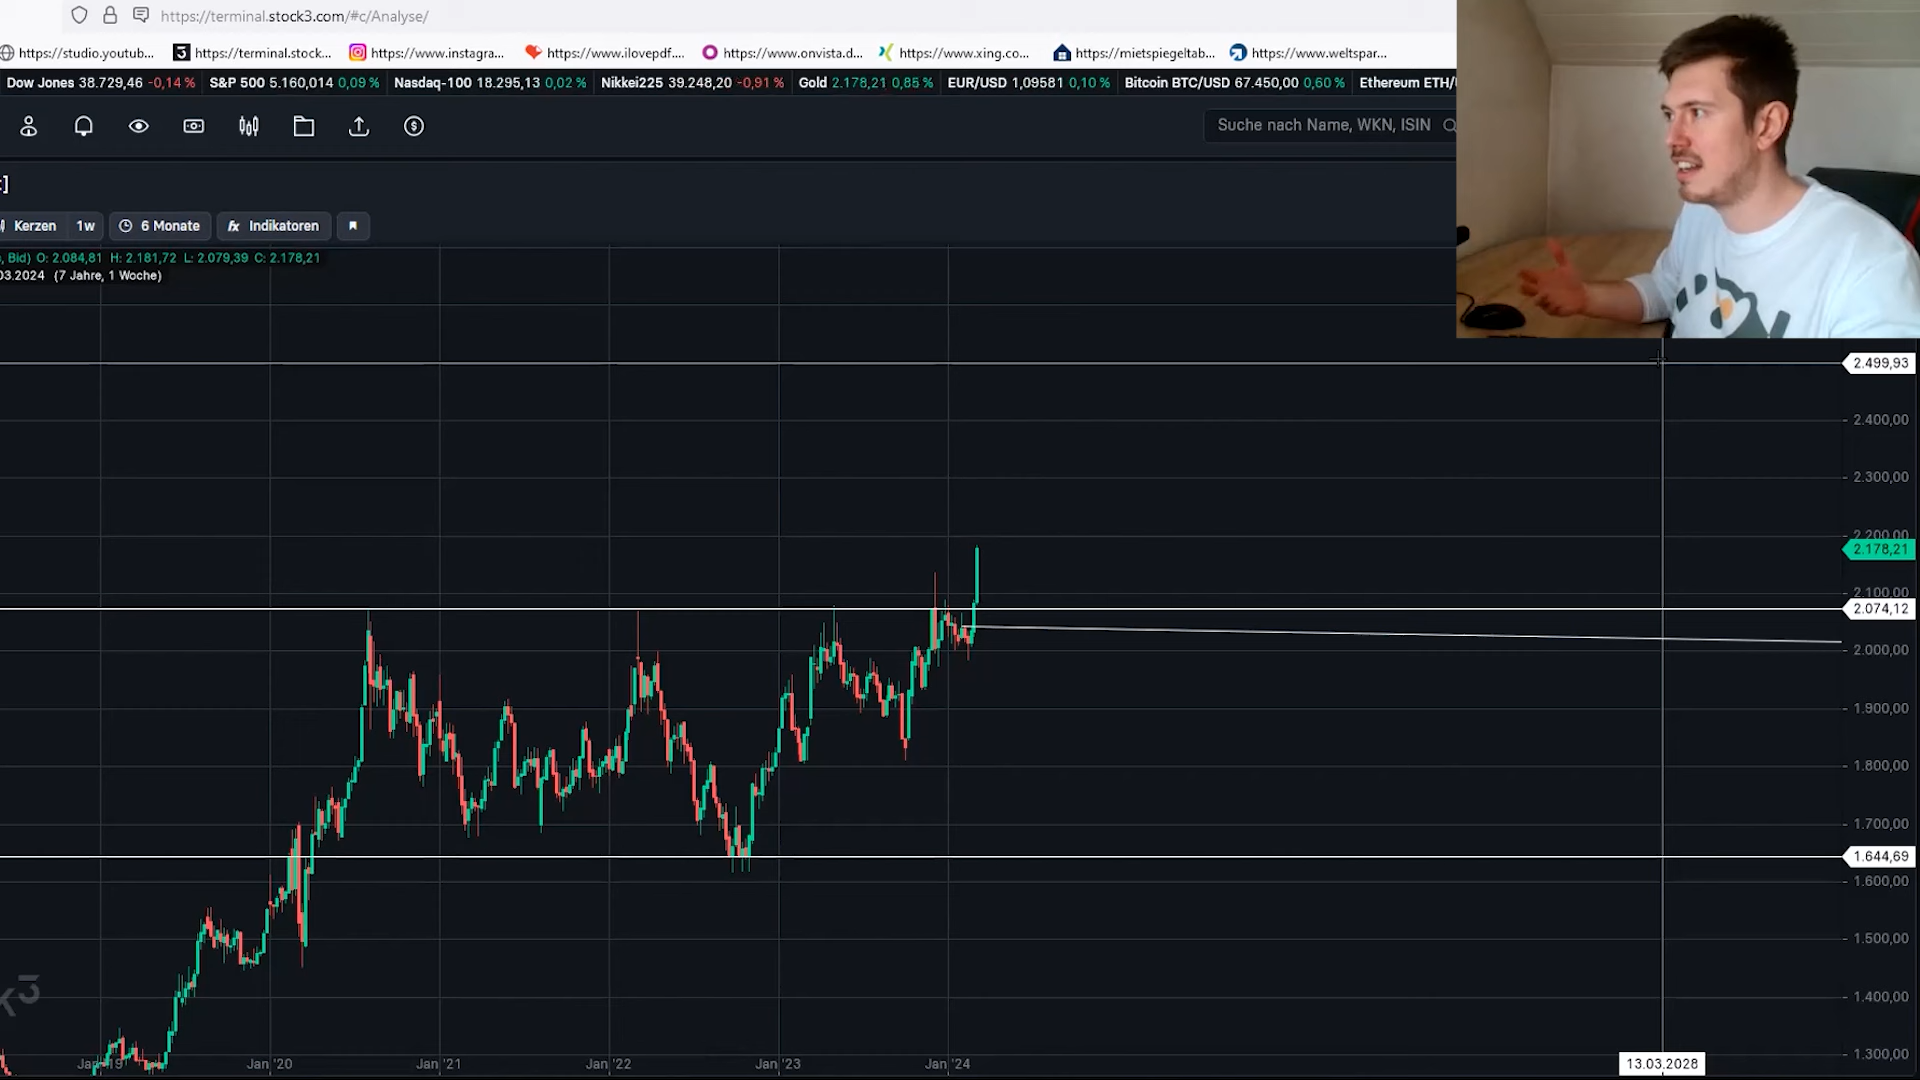 https://terminal.stock3.com/#c/Analyse/
https://studio.youtub... https://terminal.stock... https://www.instagra... https://www.ilovepdf.... https://www.onvista.d... https://www.xing.co... https://mietspiegeltab... https://www.weltspar...
Dow Jones 38.729,46 -0,14 % S&P 500 5.160,014 0,09 % Nasdaq-100 18.295,13 0,02 % Nikkei225 39.248,20 -0,91 % Gold 2.178,21 0,85 % EUR/USD 1,09581 0,10 % Bitcoin BTC/USD 67.450,00 0,60 % Ethereum ETH/
Suche nach Name, WKN, ISIN
]
Kerzen 1w 6 Monate fx Indikatoren
, Bid) O: 2.084,81 H: 2.181,72 L: 2.079,39 C: 2.178,21
03.2024 (7 Jahre, 1 Woche)
2.499,93
2.400,00
2.300,00
2.200,00
2.178,21
2.100,00
2.074,12
2.000,00
1.900,00
1.800,00
1.700,00
1.644,69
1.600,00
1.500,00
1.400,00
1.300,00
Jan '19 Jan '20 Jan '21 Jan '22 Jan '23 Jan '24 13.03.2028